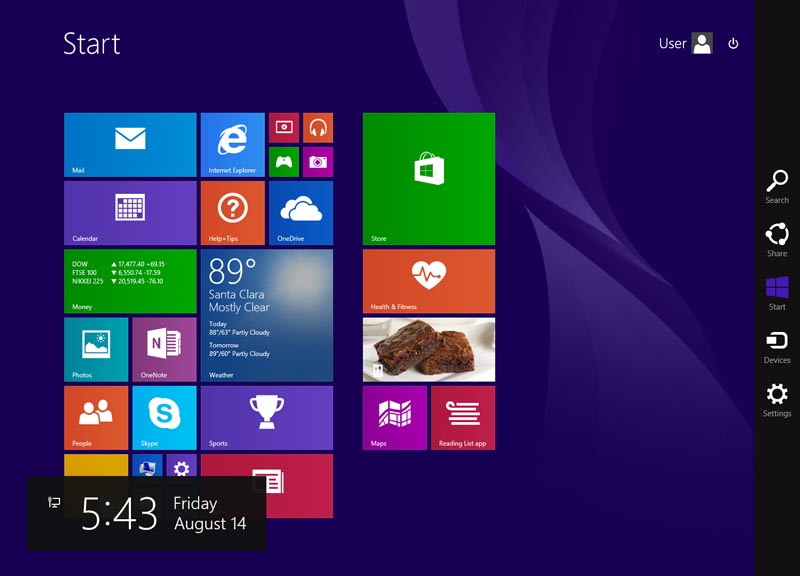 Start
User
Mail
Internet Explorer
Calendar
Help+Tips
OneDrive
Store
DOW ▲ 17,477.40 +69.15
FTSE 100 ▼ 6,550.74 -17.59
NIKKEI 225 ▼ 20,519.45 -76.10
Money
89°
Santa Clara
Mostly Clear
Today
88°/63° Partly Cloudy
Tomorrow
89°/60° Partly Cloudy
Weather
Health & Fitness
Photos
OneNote
People
Skype
Sports
Maps
Reading List app
5:43
Friday
August 14
Search
Share
Start
Devices
Settings